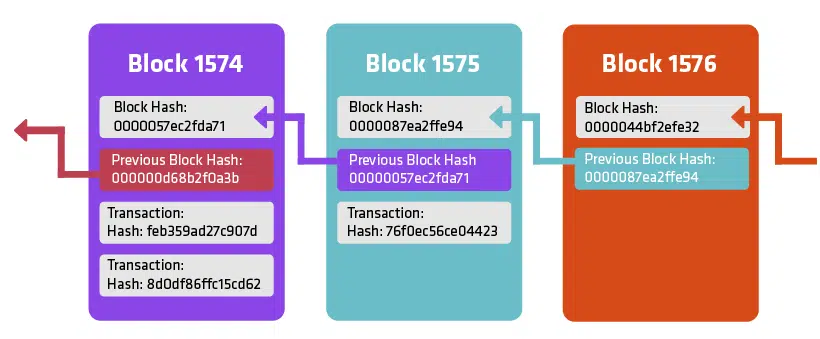 Block 1574
Block Hash:
0000057ec2fda71
Previous Block Hash:
000000d68b2f0a3b
Transaction:
Hash: feb359ad27c907d
Transaction:
Hash: 8d0df86ffc15cd62
Block 1575
Block Hash:
0000087ea2ffe94
Previous Block Hash
00000057ec2fda71
Transaction:
Hash: 76f0ec56ce04423
Block 1576
Block Hash:
0000044bf2efe32
Previous Block Hash:
0000087ea2ffe94